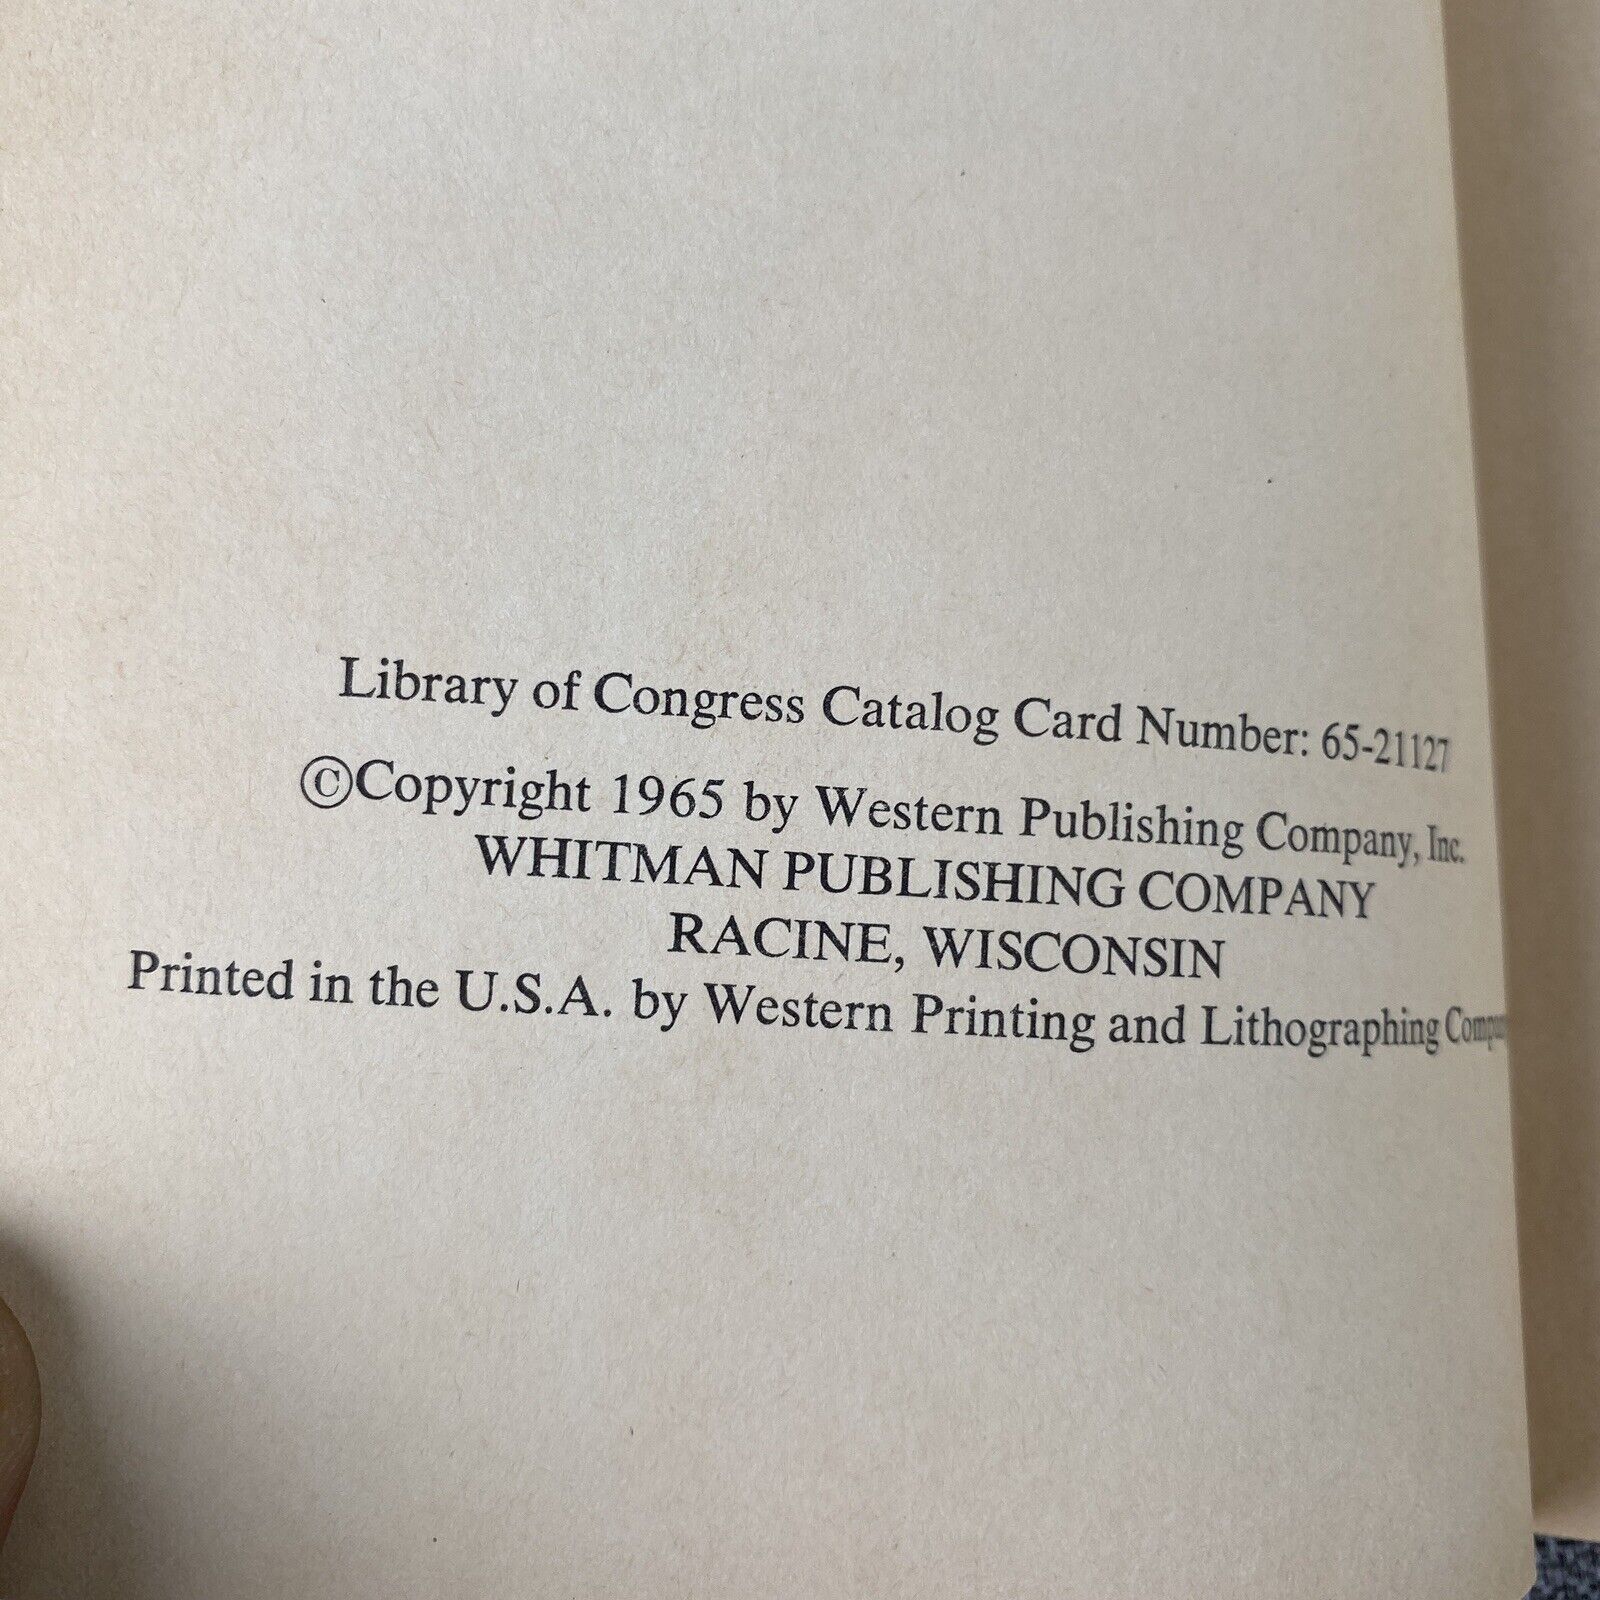 Library of Congress Catalog Card Number: 65-21127
©Copyright 1965 by Western Publishing Company, Inc.
WHITMAN PUBLISHING COMPANY
RACINE, WISCONSIN
Printed in the U.S.A. by Western Printing and Lithographing Company